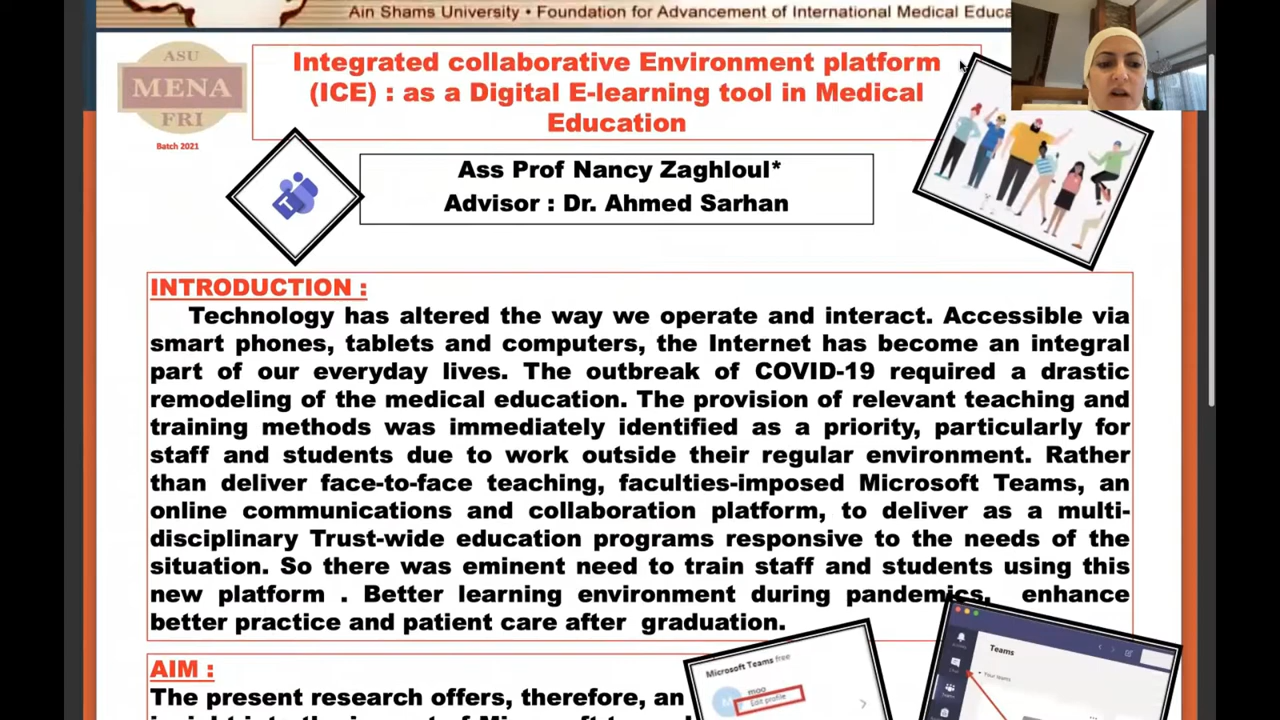 Ain Shams University • Foundation for Advancement of International Medical Educa
ASU
MENA
FRI
Batch 2021
Integrated collaborative Environment platform
(ICE) : as a Digital E-learning tool in Medical
Education
Ass Prof Nancy Zaghloul*
Advisor : Dr. Ahmed Sarhan
INTRODUCTION :
Technology has altered the way we operate and interact. Accessible via
smart phones, tablets and computers, the Internet has become an integral
part of our everyday lives. The outbreak of COVID-19 required a drastic
remodeling of the medical education. The provision of relevant teaching and
training methods was immediately identified as a priority, particularly for
staff and students due to work outside their regular environment. Rather
than deliver face-to-face teaching, faculties-imposed Microsoft Teams, an
online communications and collaboration platform, to deliver as a multi-
disciplinary Trust-wide education programs responsive to the needs of the
situation. So there was eminent need to train staff and students using this
new platform . Better learning environment during pandemics, enhance
better practice and patient care after graduation.
AIM :
The present research offers, therefore, an
Microsoft Teams free
moo
Edit profile
Teams
Your teams
Chat
Teams